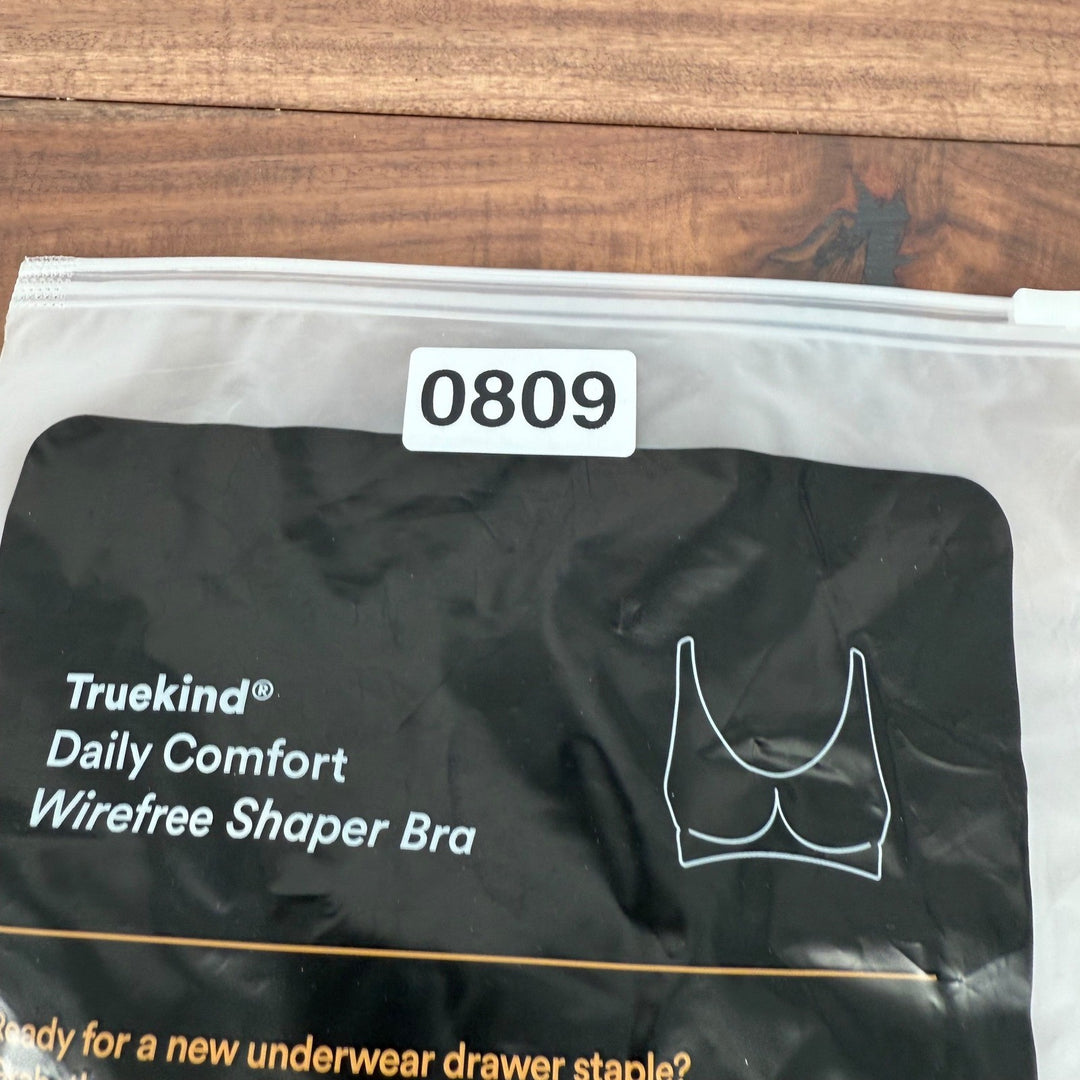 0809
Truekind®
Daily Comfort
Wirefree Shaper Bra
Ready for a new underwear drawer staple?